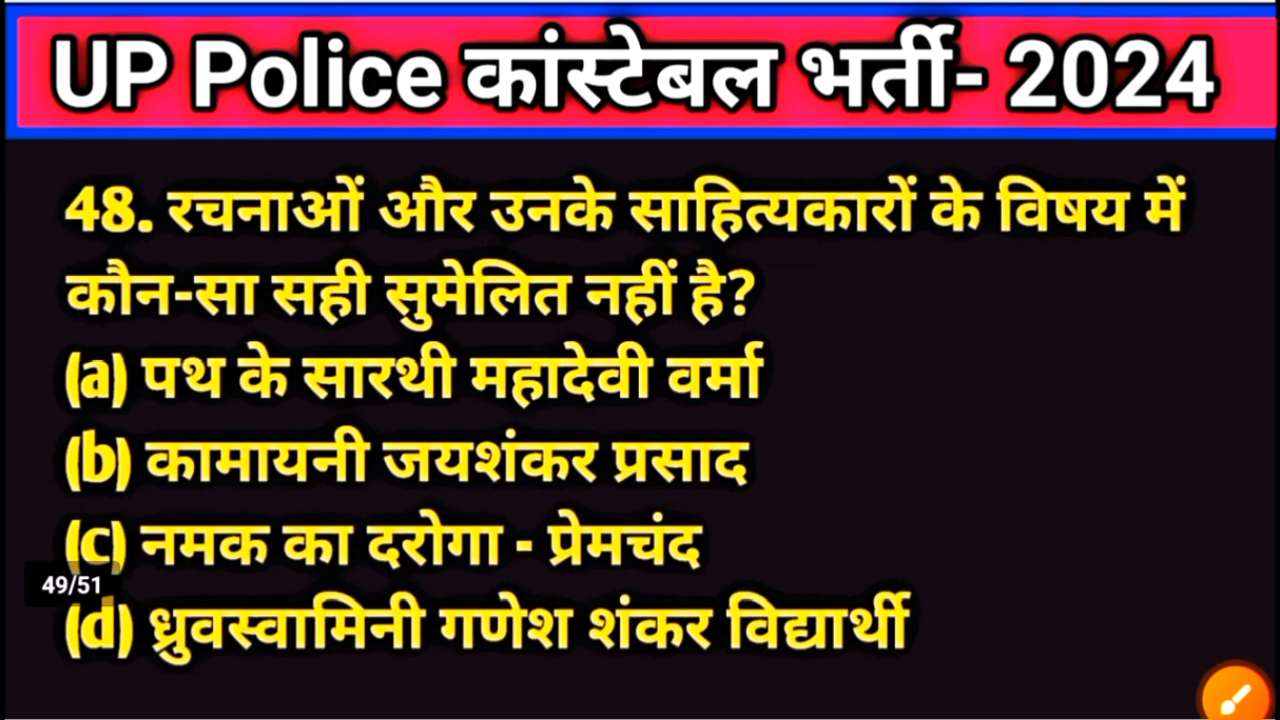 UP Police कांस्टेबल भर्ती- 2024
48. रचनाओं और उनके साहित्यकारों के विषय में
कौन-सा सही सुमेलित नहीं है?
(a) पथ के सारथी महादेवी वर्मा
(b) कामायनी जयशंकर प्रसाद
(c) नमक का दरोगा - प्रेमचंद
49/51
(d) ध्रुवस्वामिनी गणेश शंकर विद्यार्थी